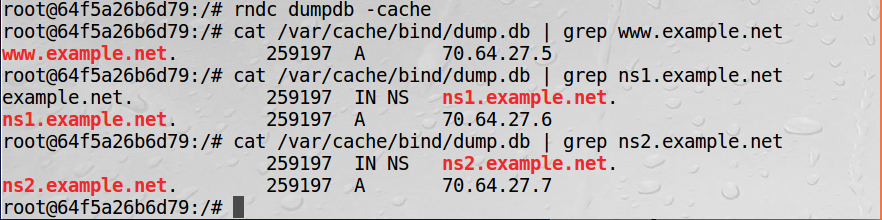 root@64f5a26b6d79:/# rndc dumpdb -cache
root@64f5a26b6d79:/# cat /var/cache/bind/dump.db | grep www.example.net
www.example.net.        259197  A       70.64.27.5
root@64f5a26b6d79:/# cat /var/cache/bind/dump.db | grep ns1.example.net
example.net.            259197  IN NS   ns1.example.net.
ns1.example.net.        259197  A       70.64.27.6
root@64f5a26b6d79:/# cat /var/cache/bind/dump.db | grep ns2.example.net
                        259197  IN NS   ns2.example.net.
ns2.example.net.        259197  A       70.64.27.7
root@64f5a26b6d79:/#